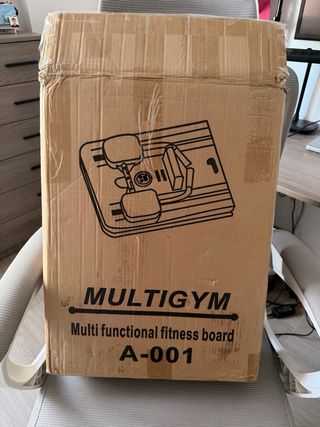 MULTIGYM
Multi functional fitness board
A-001